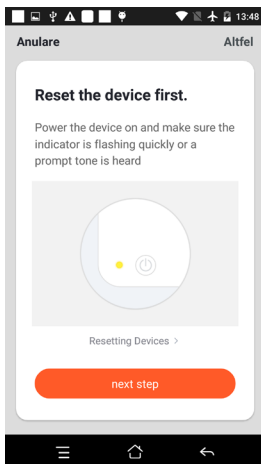 13:48
Anulare Altfel
Reset the device first.
Power the device on and make sure the
indicator is flashing quickly or a
prompt tone is heard
Resetting Devices >
next step